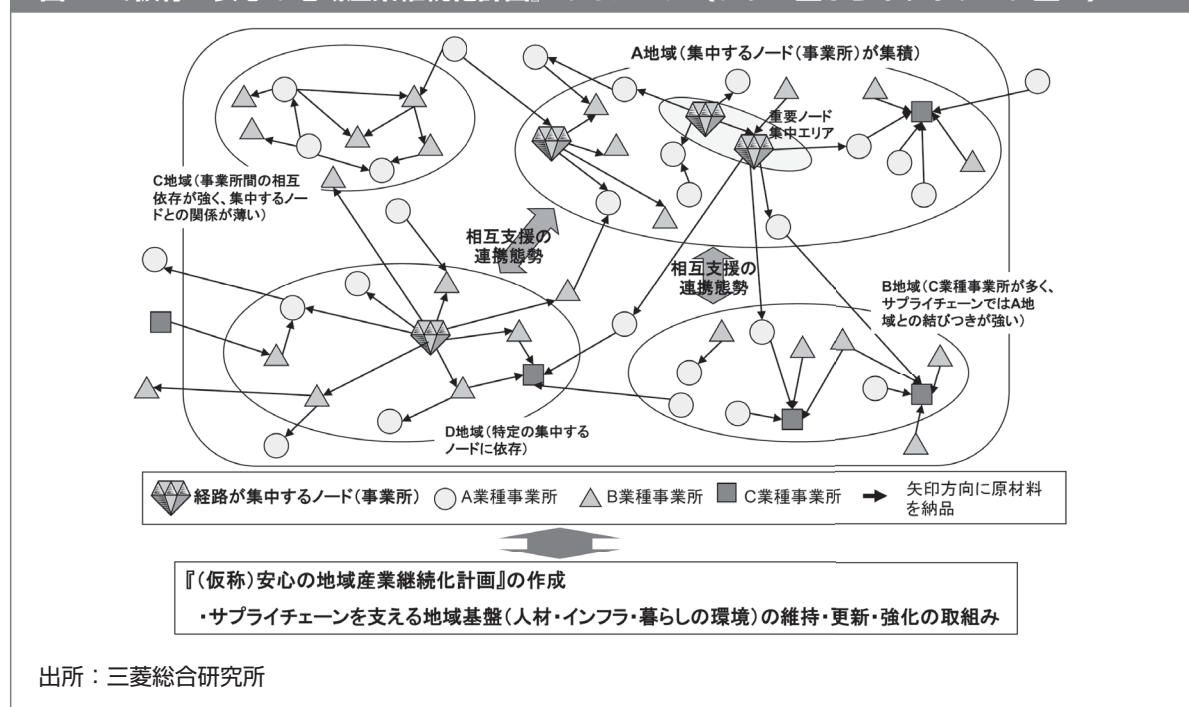 A地域（集中するノード（事業所）が集積）
重要ノード
集中エリア
C地域（事業所間の相互
依存が強く、集中するノー
ドとの関係が薄い）
相互支援の
連携態勢
相互支援の
連携態勢
B地域（C業種事業所が多く、
サプライチェーンではA地
域との結びつきが強い）
D地域（特定の集中する
ノードに依存）
経路が集中するノード（事業所）
A業種事業所
B業種事業所
C業種事業所
矢印方向に原材料
を納品
『（仮称）安心の地域産業継続化計画』の作成
・サプライチェーンを支える地域基盤（人材・インフラ・暮らしの環境）の維持・更新・強化の取組み
出所：三菱総合研究所